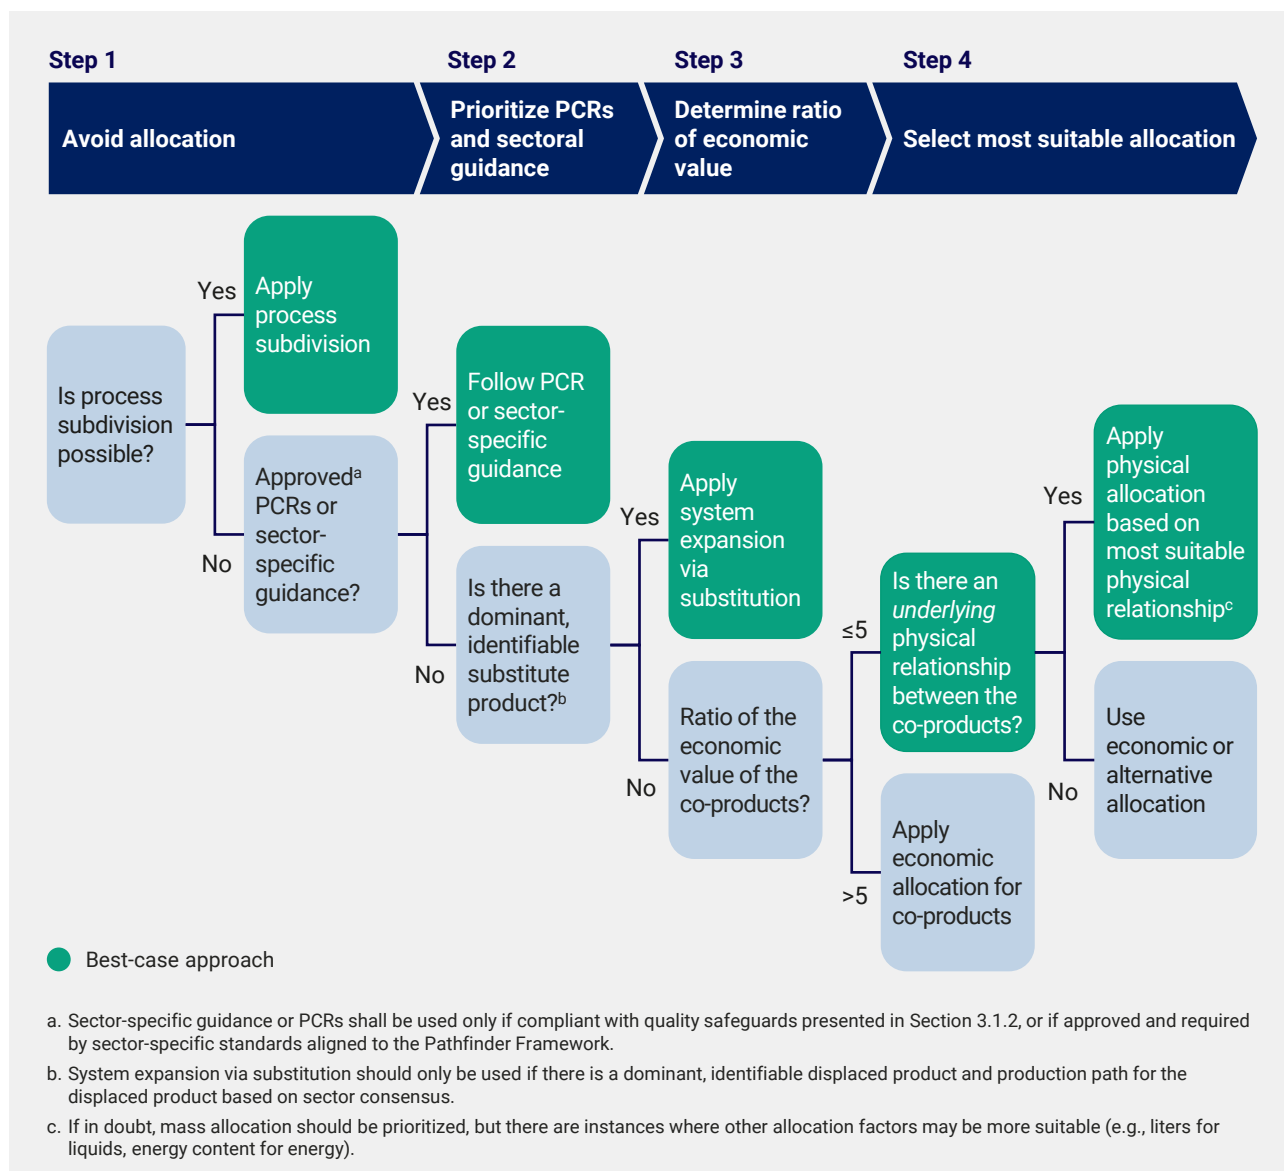 Step 1
Step 2
Step 3
Step 4
Avoid allocation
Prioritize PCRs
and sectoral
guidance
Determine ratio
of economic
value
Select most suitable allocation
Is process
subdivision
possible?
Yes
Apply
process
subdivision
No
Approvedᵃ
PCRs or
sector-
specific
guidance?
Yes
Follow PCR
or sector-
specific
guidance
No
Is there a
dominant,
identifiable
substitute
product?ᵇ
Yes
Apply
system
expansion
via
substitution
No
Ratio of the
economic
value of the
co-products?
≤5
Is there an
underlying
physical
relationship
between the
co-products?
>5
Apply
economic
allocation for
co-products
Yes
Apply
physical
allocation
based on
most suitable
physical
relationshipᶜ
No
Use
economic or
alternative
allocation
Best-case approach
a. Sector-specific guidance or PCRs shall be used only if compliant with quality safeguards presented in Section 3.1.2, or if approved and required
by sector-specific standards aligned to the Pathfinder Framework.
b. System expansion via substitution should only be used if there is a dominant, identifiable displaced product and production path for the
displaced product based on sector consensus.
c. If in doubt, mass allocation should be prioritized, but there are instances where other allocation factors may be more suitable (e.g., liters for
liquids, energy content for energy).